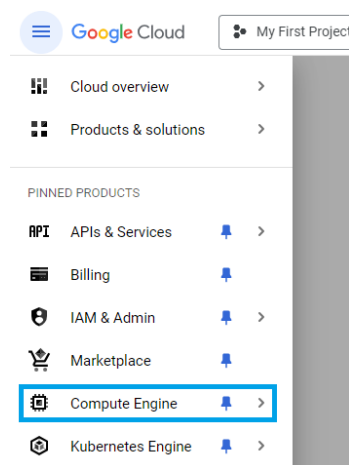 Google Cloud
My First Project
Cloud overview
Products & solutions
PINNED PRODUCTS
API APIs & Services
Billing
IAM & Admin
Marketplace
Compute Engine
Kubernetes Engine